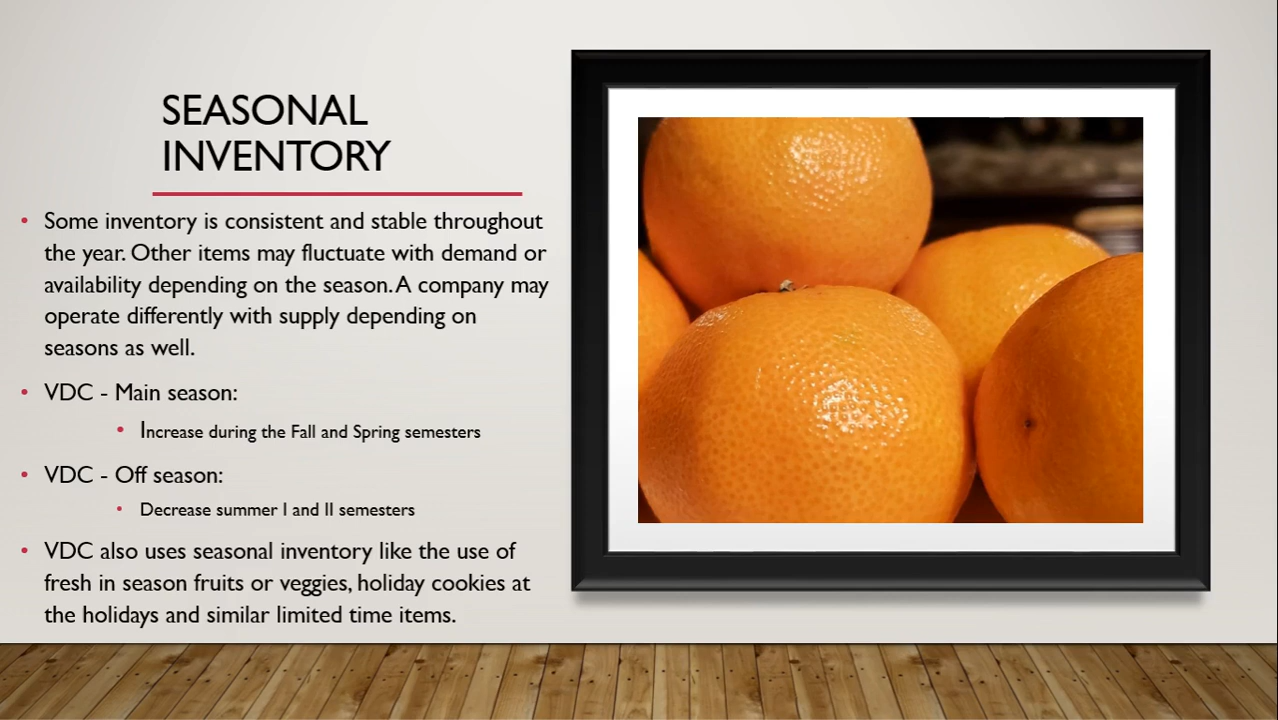 SEASONAL
INVENTORY
• Some inventory is consistent and stable throughout
the year. Other items may fluctuate with demand or
availability depending on the season. A company may
operate differently with supply depending on
seasons as well.
• VDC - Main season:
• Increase during the Fall and Spring semesters
• VDC - Off season:
• Decrease summer I and II semesters
• VDC also uses seasonal inventory like the use of
fresh in season fruits or veggies, holiday cookies at
the holidays and similar limited time items.